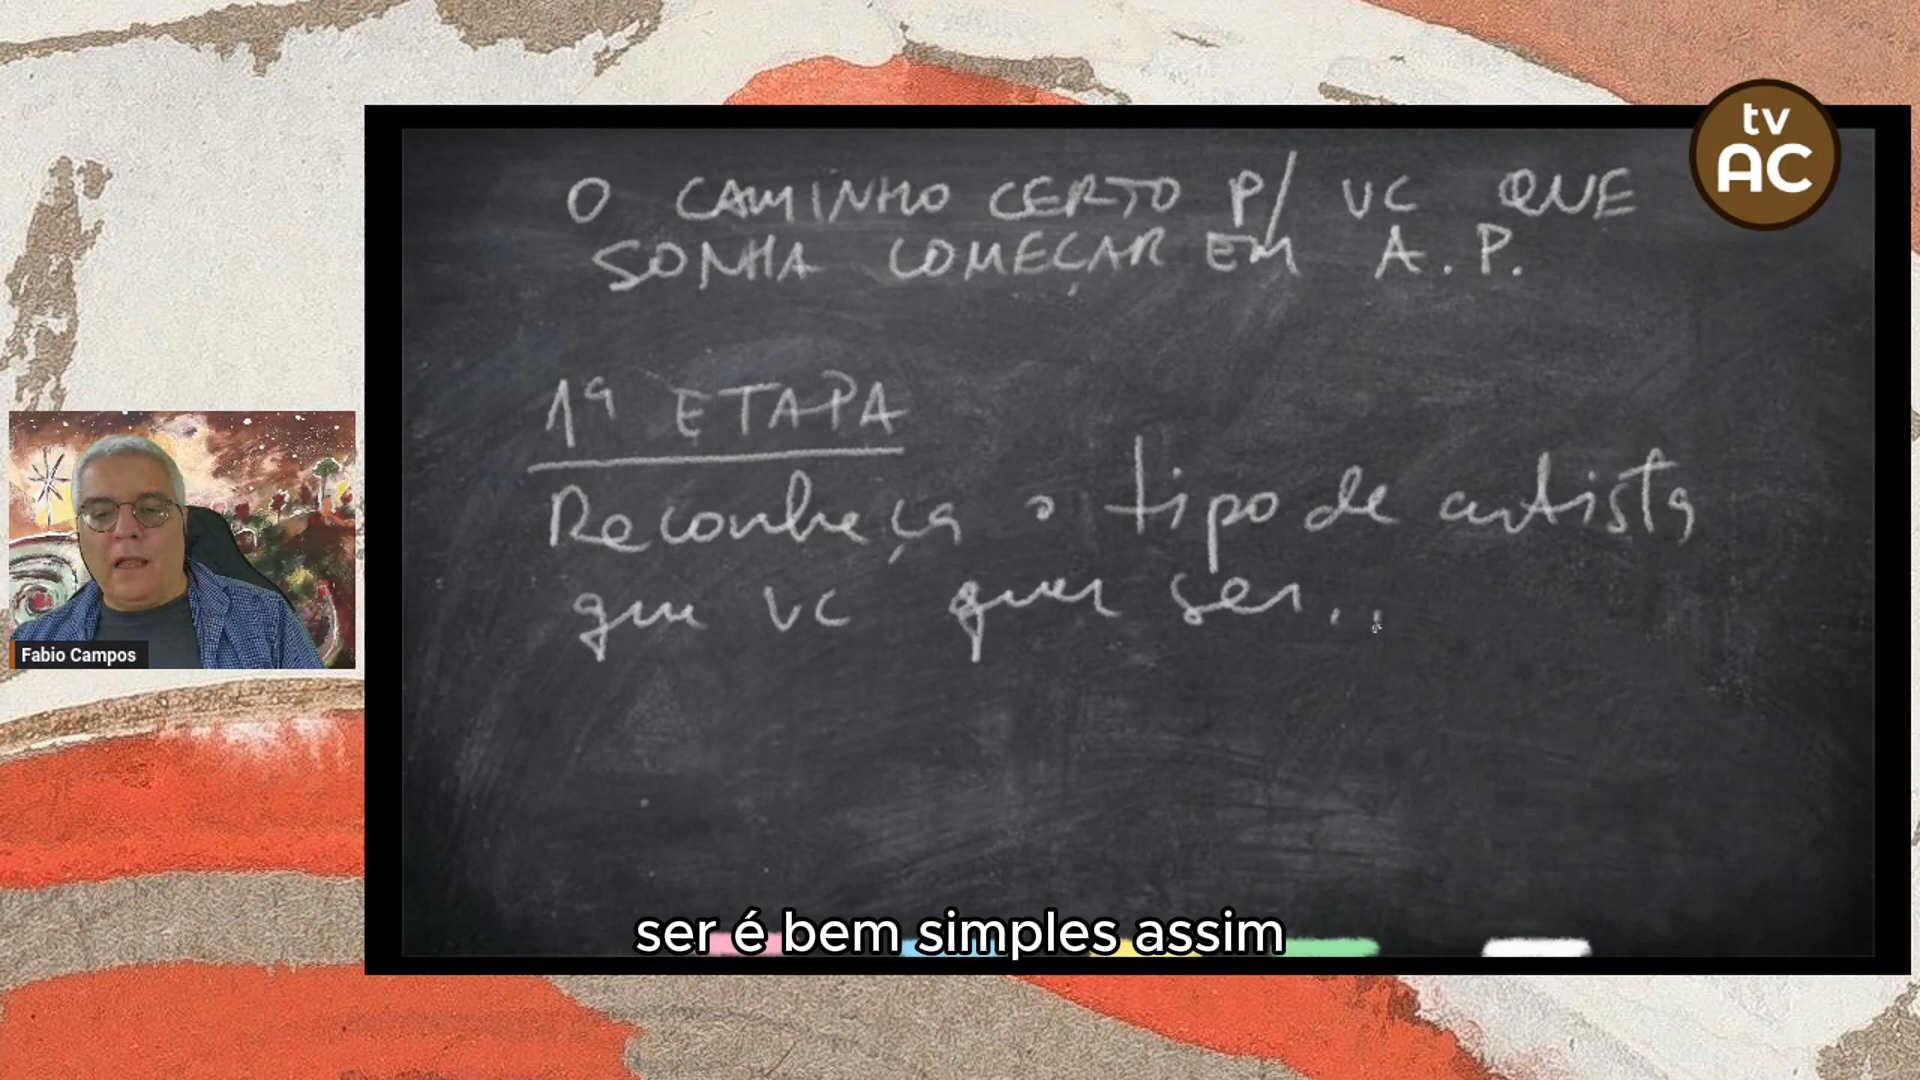 tv
AC
O CAMINHO CERTO P/ VC QUE
SONHA COMEÇAR EM A.P.
1ª ETAPA
Reconheça o tipo de artista
que vc quer ser...
Fabio Campos
ser é bem simples assim